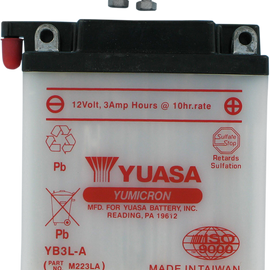 12Volt, 3Amp Hours @ 10hr.rate
Sulfate
Stop
Retards
Sulfation
Pb
YUASA
YUMICRON
MFD. FOR YUASA BATTERY, INC.
READING, PA 19612
Pb
YB3L-A
(PART NO. M223LA)
ISO
9000
MADE IN TAIWAN